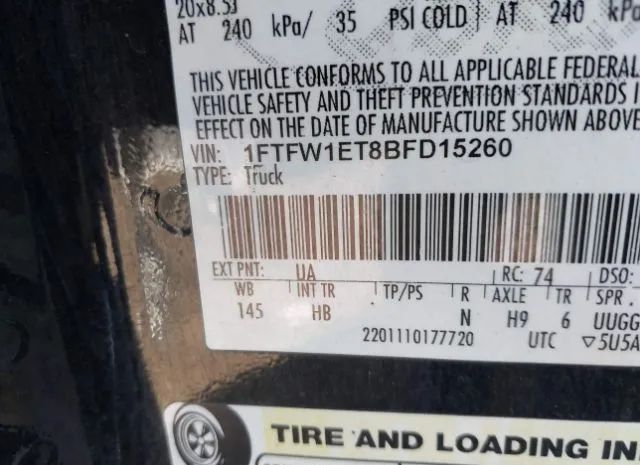 20x8.5J
AT 240 kPa/ 35 PSI COLD AT 240 kPa
THIS VEHICLE CONFORMS TO ALL APPLICABLE FEDERAL
VEHICLE SAFETY AND THEFT PREVENTION STANDARDS
EFFECT ON THE DATE OF MANUFACTURE SHOWN ABOVE
VIN: 1FTFW1ET8BFD15260
TYPE: Truck
EXT PNT: UA RC: 74 DSO:
WB INT TR TP/PS R AXLE TR SPR
145 HB N H9 6 UUGG
2201110177720 UTC ▽5U5A
TIRE AND LOADING IN